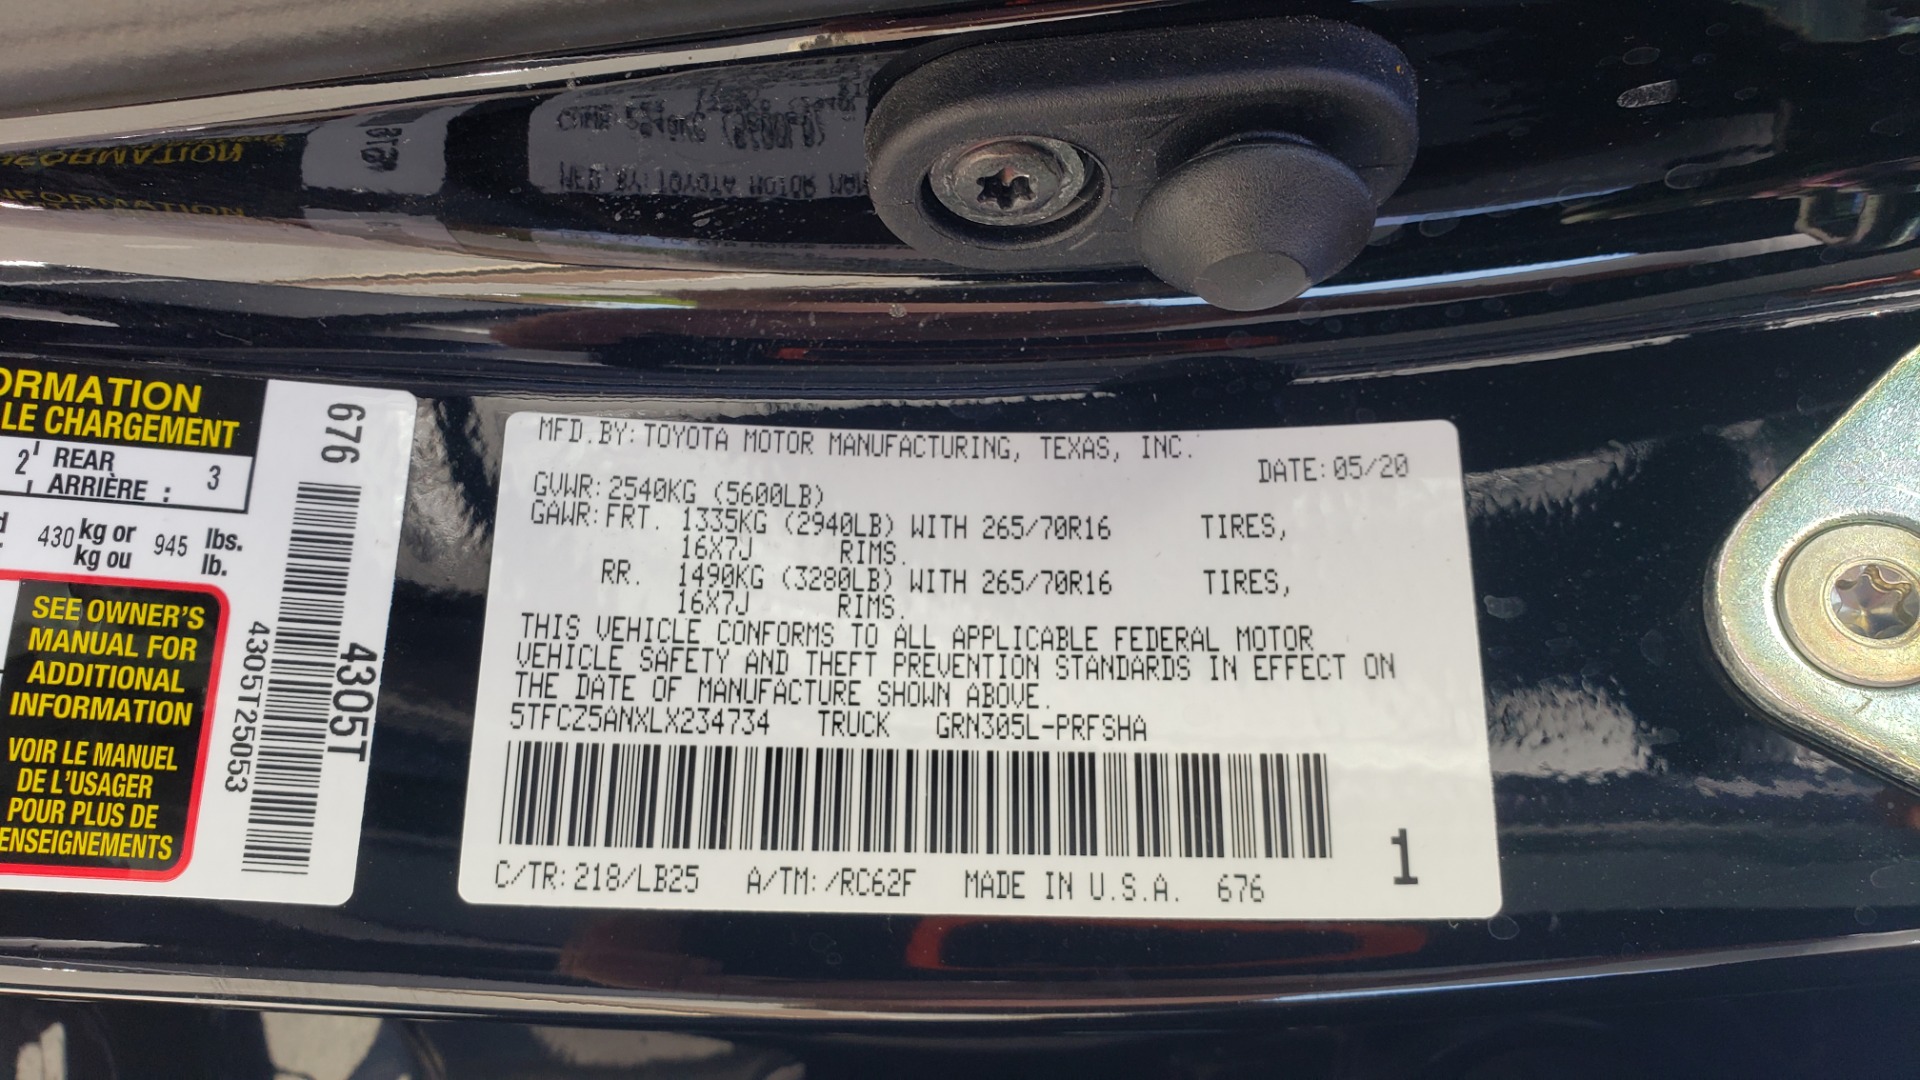 ORMATION
LE CHARGEMENT
2 REAR
ARRIÈRE : 3
430 kg or 945 lbs.
kg ou lb.
SEE OWNER'S
MANUAL FOR
ADDITIONAL
INFORMATION
VOIR LE MANUEL
DE L'USAGER
POUR PLUS DE
ENSEIGNEMENTS
676
4305T
4305T25053
MFD.BY:TOYOTA MOTOR MANUFACTURING, TEXAS, INC.
DATE:05/20
GVWR:2540KG (5600LB)
GAWR:FRT. 1335KG (2940LB) WITH 265/70R16 TIRES,
16X7J RIMS.
RR. 1490KG (3280LB) WITH 265/70R16 TIRES,
16X7J RIMS.
THIS VEHICLE CONFORMS TO ALL APPLICABLE FEDERAL MOTOR
VEHICLE SAFETY AND THEFT PREVENTION STANDARDS IN EFFECT ON
THE DATE OF MANUFACTURE SHOWN ABOVE.
5TFCZ5ANXLX234734 TRUCK GRN305L-PRFSHA
1
C/TR:218/LB25 A/TM:/RC62F MADE IN U.S.A. 676